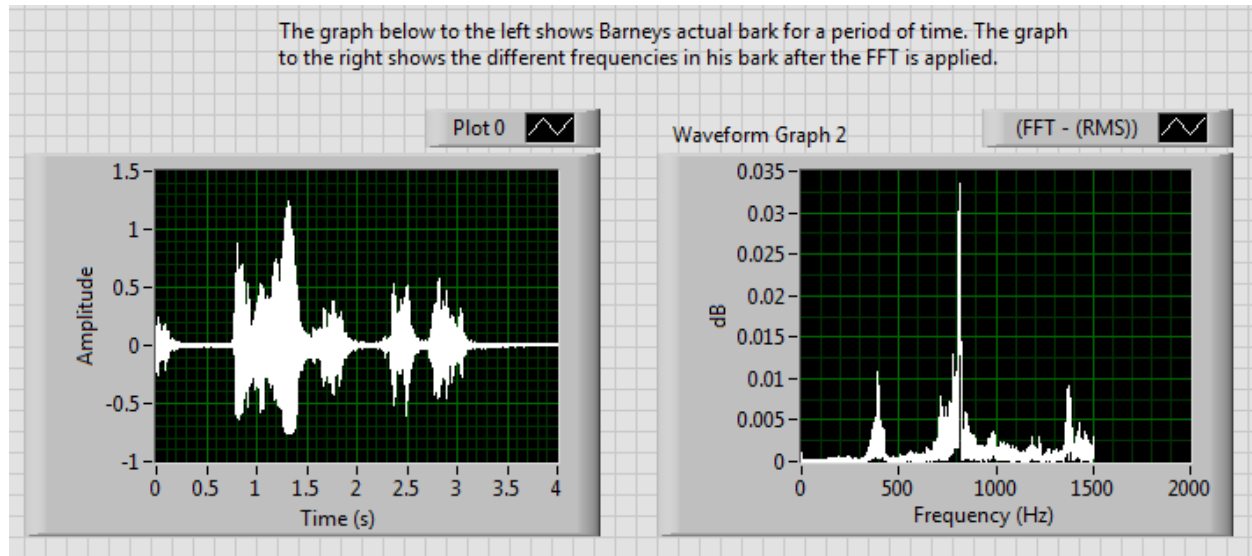 The graph below to the left shows Barneys actual bark for a period of time. The graph
to the right shows the different frequencies in his bark after the FFT is applied.
Plot 0
1.5
1
0.5
0
-0.5
-1
Amplitude
0 0.5 1 1.5 2 2.5 3 3.5 4
Time (s)
Waveform Graph 2
(FFT - (RMS))
0.035
0.03
0.025
0.02
0.015
0.01
0.005
0
dB
0 500 1000 1500 2000
Frequency (Hz)